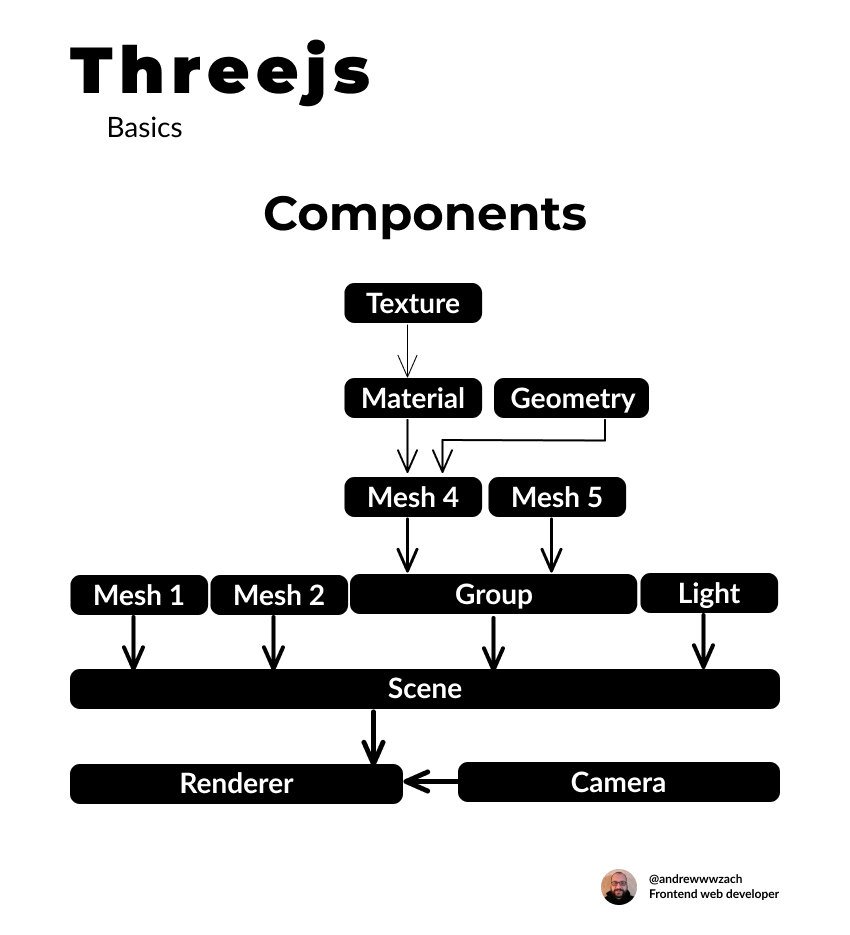 Threejs
Basics
Components
Texture
Material Geometry
Mesh 4 Mesh 5
Mesh 1 Mesh 2 Group Light
Scene
Renderer Camera
@andrewwwzach
Frontend web developer